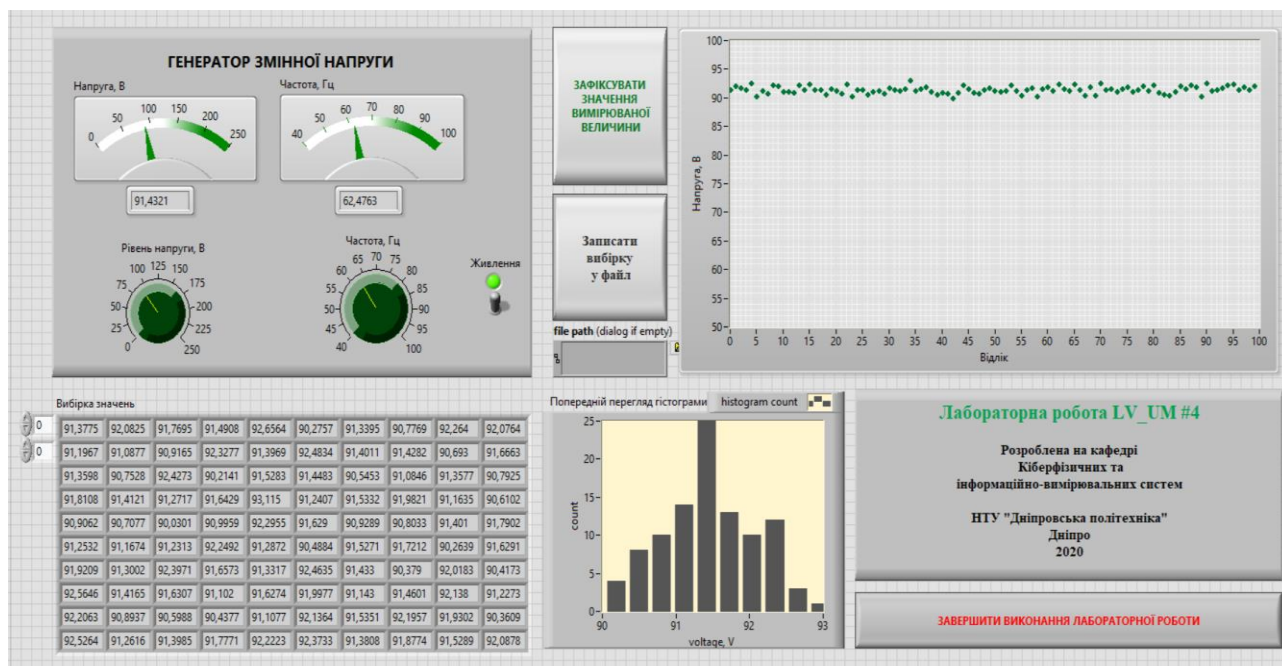 ГЕНЕРАТОР ЗМІННОЇ НАПРУГИ
Напруга, В
0 50 100 150 200 250
91,4321
Частота, Гц
40 50 60 70 80 90 100
62,4763
Рівень напруги, В
0 25 50 75 100 125 150 175 200 225 250
Частота, Гц
40 45 50 55 60 65 70 75 80 85 90 95 100
Живлення
ЗАФІКСУВАТИ
ЗНАЧЕННЯ
ВИМІРЮВАНОЇ
ВЕЛИЧИНИ
Записати
вибірку
у файл
file path (dialog if empty)
Напруга, В
100
95
90
85
80
75
70
65
60
55
50
0 5 10 15 20 25 30 35 40 45 50 55 60 65 70 75 80 85 90 95 100
Відлік
Вибірка значень
0
0
91,3775 92,0825 91,7695 91,4908 92,6564 90,2757 91,3395 90,7769 92,264 92,0764
91,1967 91,0877 90,9165 92,3277 91,3969 92,4834 91,4011 91,4282 90,693 91,6663
91,3598 90,7528 92,4273 90,2141 91,5283 91,4483 90,5453 91,0846 91,3577 90,7925
91,8108 91,4121 91,2717 91,6429 93,115 91,2407 91,5332 91,9821 91,1635 90,6102
90,9062 90,7077 90,0301 90,9959 92,2955 91,629 90,9289 90,8033 91,401 91,7902
91,2532 91,1674 91,2313 92,2492 91,2872 90,4884 91,5271 91,7212 90,2639 91,6291
91,9209 91,3002 92,3971 91,6573 91,3317 92,4635 91,433 90,379 92,0183 90,4173
92,5646 91,4165 91,6307 91,102 91,6274 91,9977 91,143 91,4601 92,138 91,2273
92,2063 90,8937 90,5988 90,4377 91,1077 92,1364 91,5351 92,1957 91,9302 90,3609
92,5264 91,2616 91,3985 91,7771 92,2223 92,3733 91,3808 91,8774 91,5289 92,0878
Попередній перегляд гістограми
histogram count
count
25
20
15
10
5
0
90 91 92 93
voltage, V
Лабораторна робота LV_UM #4
Розроблена на кафедрі
Кіберфізичних та
інформаційно-вимірювальних систем
НТУ "Дніпровська політехніка"
Дніпро
2020
ЗАВЕРШИТИ ВИКОНАННЯ ЛАБОРАТОРНОЇ РОБОТИ